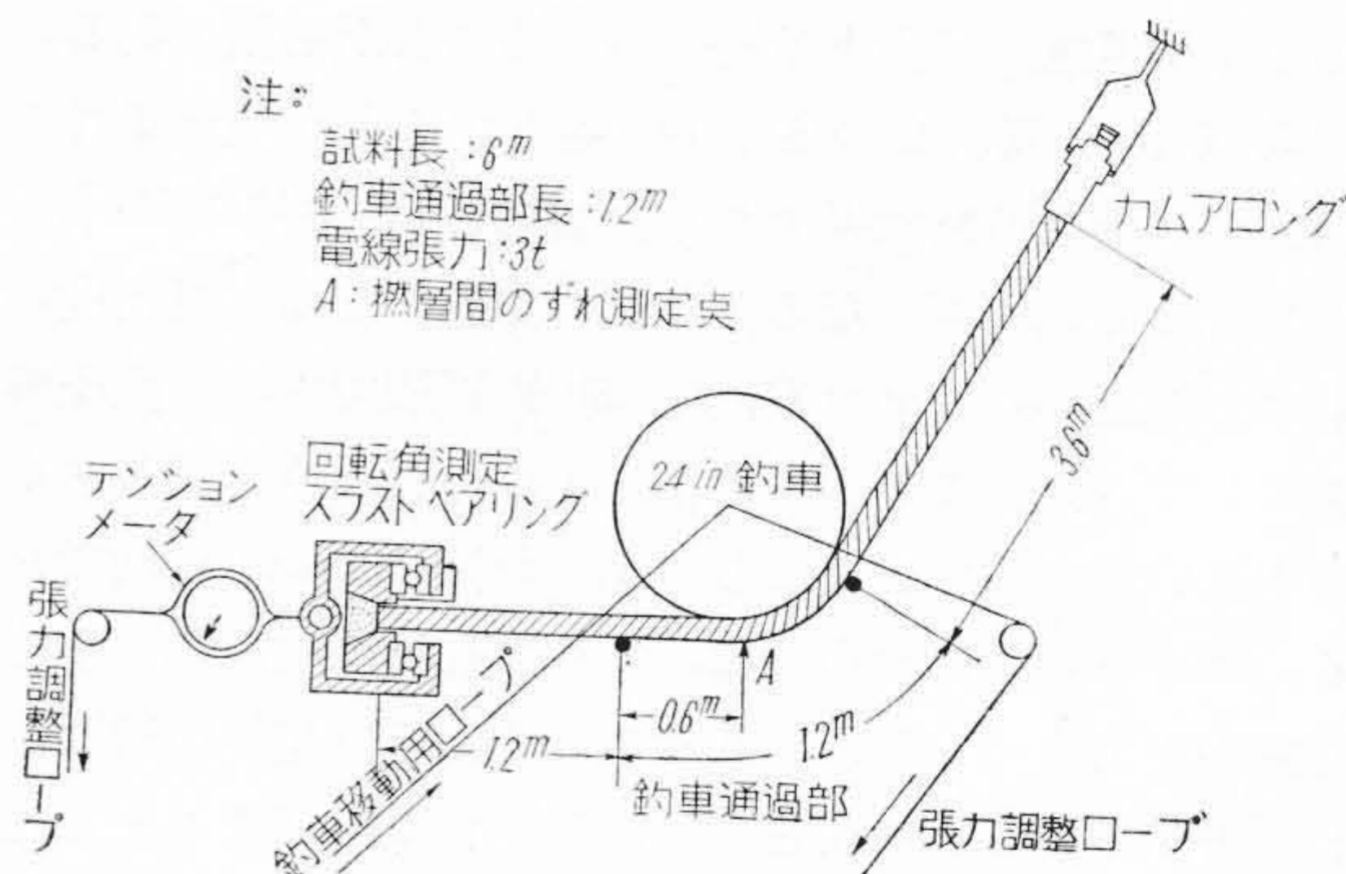 注:
試料長:6m
釣車通過部長:1.2m
電線張力:3t
A:撚層間のずれ測定点
カムアロング
3.6m
回転角測定
スラストベアリング
24in 釣車
テンション
メータ
張力調整ロープ
A
0.6m
1.2m
1.2m
釣車移動用ロープ
釣車通過部
張力調整ロープ